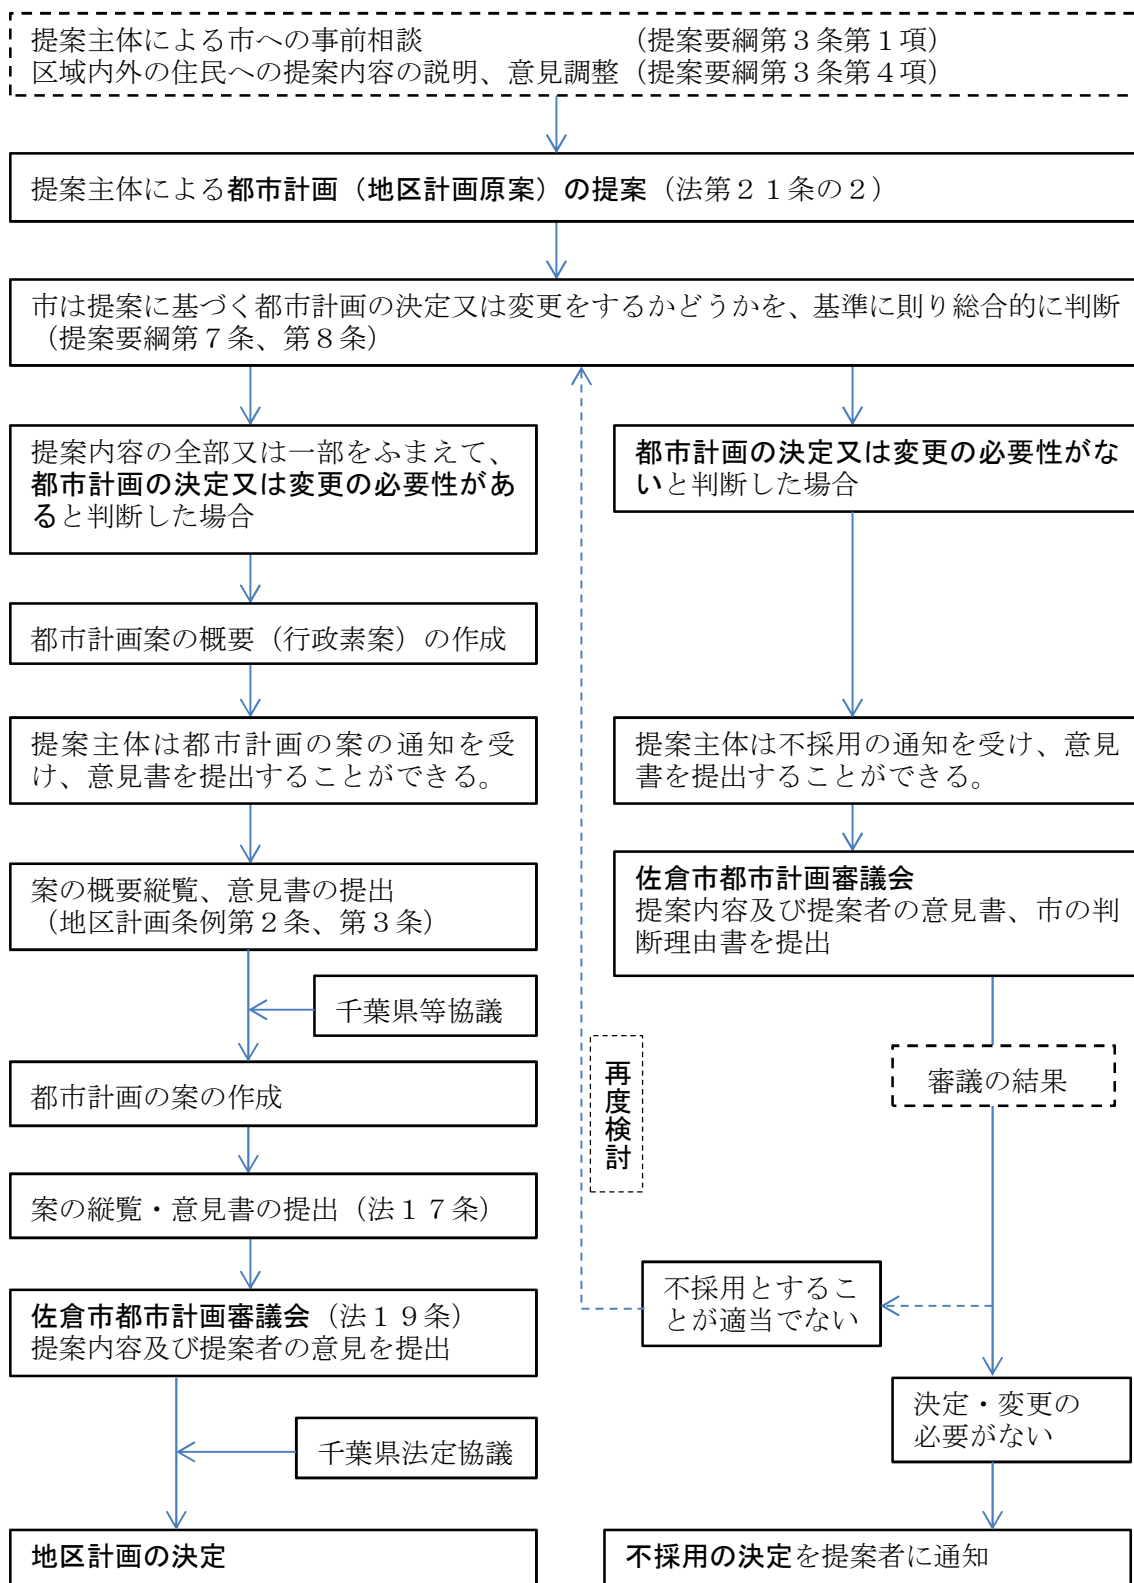 提案主体による市への事前相談　（提案要綱第３条第１項）
区域内外の住民への提案内容の説明、意見調整（提案要綱第３条第４項）
提案主体による都市計画（地区計画原案）の提案（法第２１条の２）
市は提案に基づく都市計画の決定又は変更をするかどうかを、基準に則り総合的に判断
（提案要綱第７条、第８条）
提案内容の全部又は一部をふまえて、
都市計画の決定又は変更の必要性があ
ると判断した場合
都市計画案の概要（行政素案）の作成
提案主体は都市計画の案の通知を受
け、意見書を提出することができる。
案の概要縦覧、意見書の提出
（地区計画条例第２条、第３条）
千葉県等協議
都市計画の案の作成
案の縦覧・意見書の提出（法１７条）
佐倉市都市計画審議会（法１９条）
提案内容及び提案者の意見を提出
千葉県法定協議
地区計画の決定
都市計画の決定又は変更の必要性がな
いと判断した場合
提案主体は不採用の通知を受け、意見
書を提出することができる。
佐倉市都市計画審議会
提案内容及び提案者の意見書、市の判
断理由書を提出
審議の結果
再度検討
不採用とするこ
とが適当でない
決定・変更の
必要がない
不採用の決定を提案者に通知